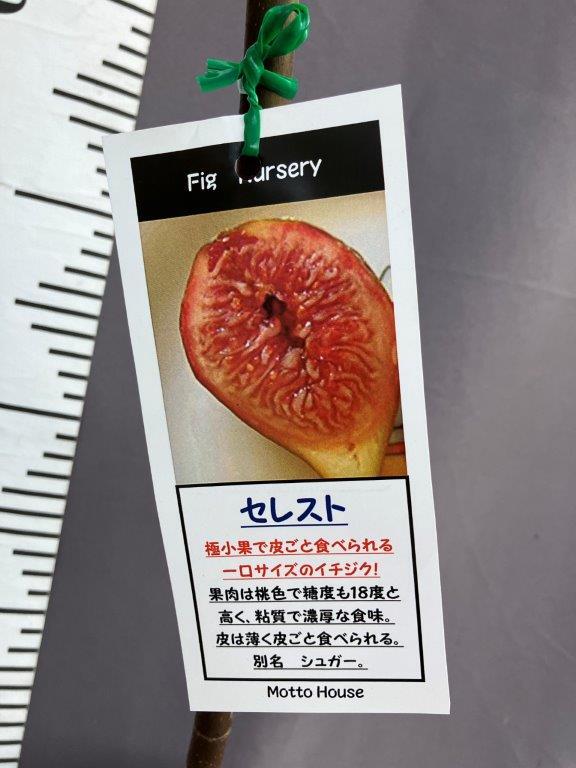 Fig Nursery
セレスト
極小果で皮ごと食べられる
一口サイズのイチジク!
果肉は桃色で糖度も18度と
高く、粘質で濃厚な食味。
皮は薄く皮ごと食べられる。
別名　シュガー。
Motto House